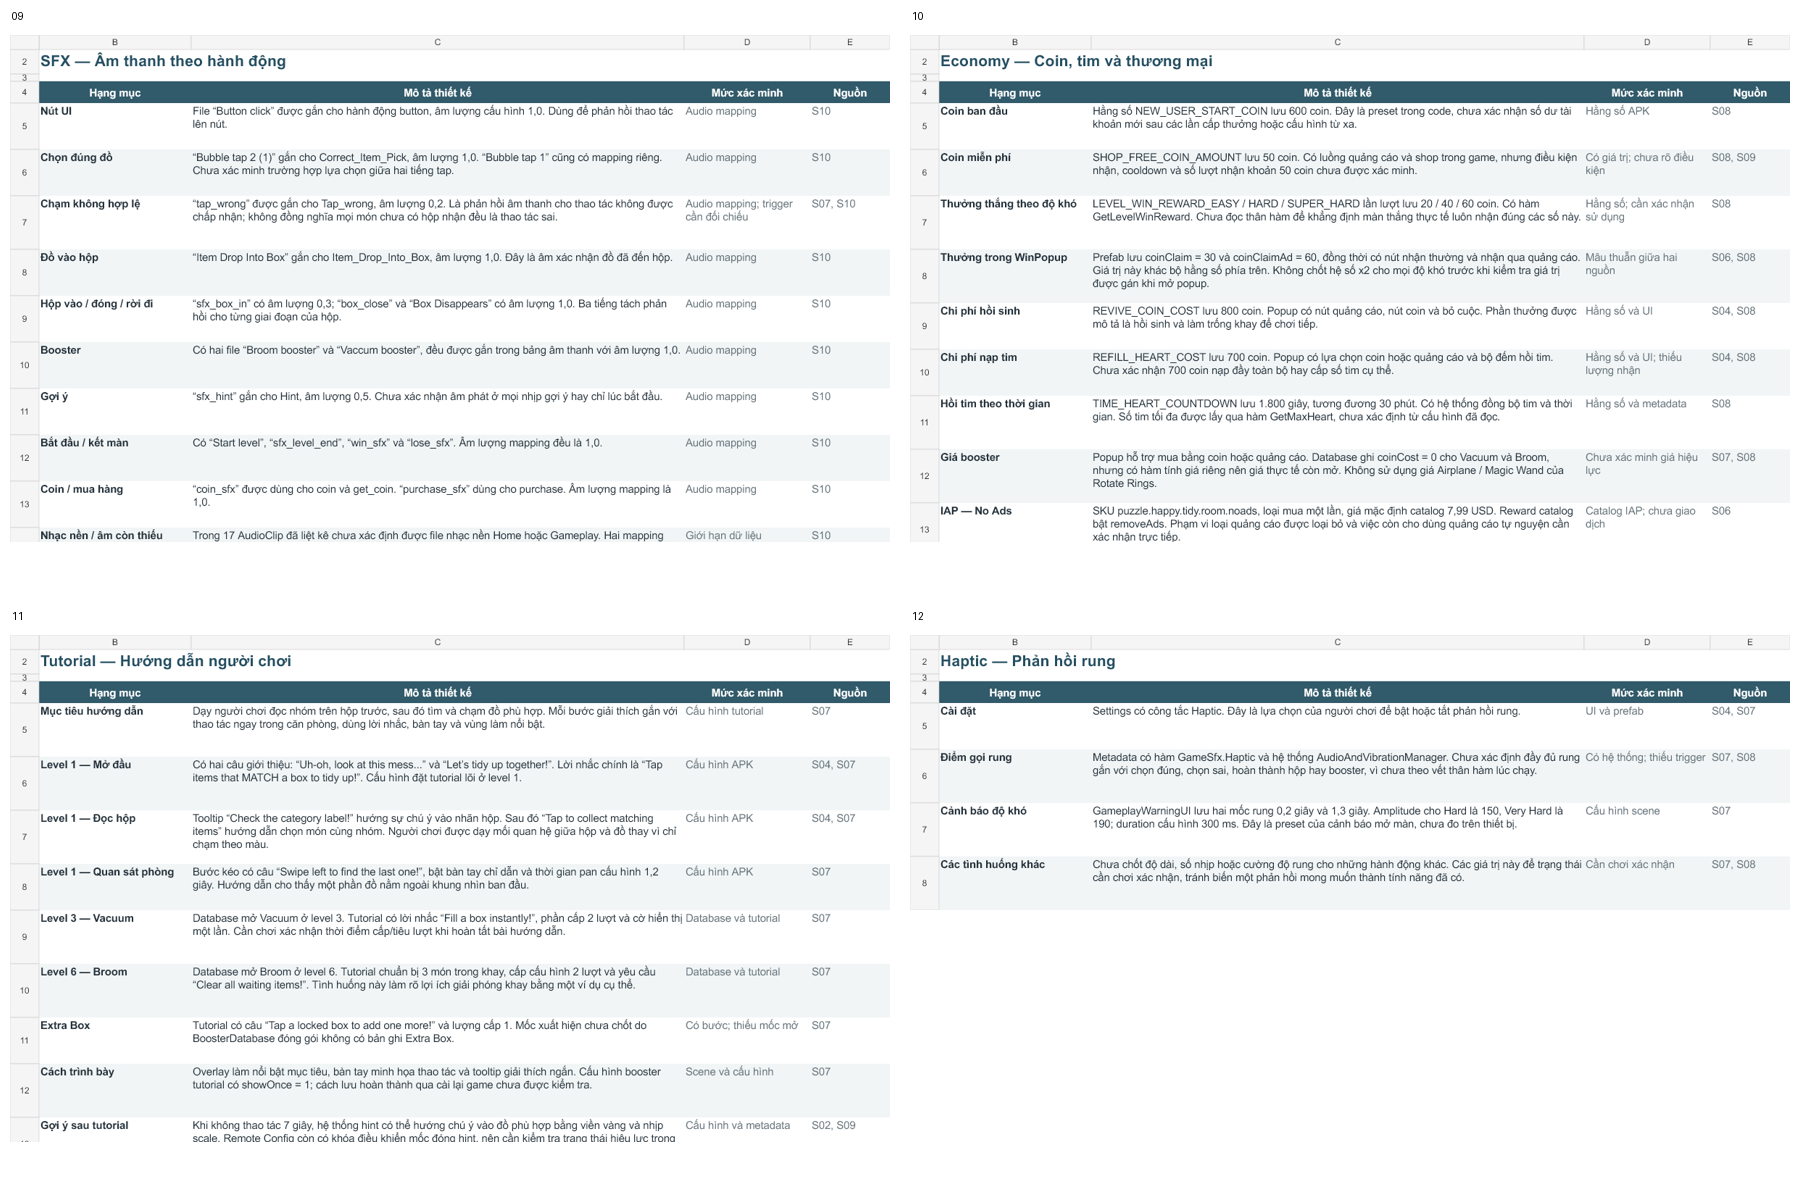 09
B C D E
2 SFX — Âm thanh theo hành động
3
4 Hạng mục Mô tả thiết kế Mức xác minh Nguồn
5 Nút UI File “Button click” được gắn cho hành động button, âm lượng cấu hình 1,0. Dùng để phản hồi thao tác Audio mapping S10
lên nút.
6 Chọn đúng đồ “Bubble tap 2 (1)” gắn cho Correct_Item_Pick, âm lượng 1,0. “Bubble tap 1” cũng có mapping riêng. Audio mapping S10
Chưa xác minh trường hợp lựa chọn giữa hai tiếng tap.
7 Chạm không hợp lệ “tap_wrong” được gắn cho Tap_wrong, âm lượng 0,2. Là phản hồi âm thanh cho thao tác không được Audio mapping; trigger S07, S10
chấp nhận; không đồng nghĩa mọi món chưa có hộp nhận đều là thao tác sai. cần đối chiếu
8 Đồ vào hộp “Item Drop Into Box” gắn cho Item_Drop_Into_Box, âm lượng 1,0. Đây là âm xác nhận đồ đã đến hộp. Audio mapping S10
9 Hộp vào / đóng / rời đi “sfx_box_in” có âm lượng 0,3; “box_close” và “Box Disappears” có âm lượng 1,0. Ba tiếng tách phản Audio mapping S10
hồi cho từng giai đoạn của hộp.
10 Booster Có hai file “Broom booster” và “Vaccum booster”, đều được gắn trong bảng âm thanh với âm lượng 1,0. Audio mapping S10
11 Gợi ý “sfx_hint” gắn cho Hint, âm lượng 0,5. Chưa xác nhận âm phát ở mọi nhịp gợi ý hay chỉ lúc bắt đầu. Audio mapping S10
12 Bắt đầu / kết màn Có “Start level”, “sfx_level_end”, “win_sfx” và “lose_sfx”. Âm lượng mapping đều là 1,0. Audio mapping S10
13 Coin / mua hàng “coin_sfx” được dùng cho coin và get_coin. “purchase_sfx” dùng cho purchase. Âm lượng mapping là Audio mapping S10
1,0.
Nhạc nền / âm còn thiếu Trong 17 AudioClip đã liệt kê chưa xác định được file nhạc nền Home hoặc Gameplay. Hai mapping Giới hạn dữ liệu S10
10
B C D E
2 Economy — Coin, tim và thương mại
3
4 Hạng mục Mô tả thiết kế Mức xác minh Nguồn
5 Coin ban đầu Hằng số NEW_USER_START_COIN lưu 600 coin. Đây là preset trong code, chưa xác nhận số dư tài Hằng số APK S08
khoản mới sau các lần cấp thưởng hoặc cấu hình từ xa.
6 Coin miễn phí SHOP_FREE_COIN_AMOUNT lưu 50 coin. Có luồng quảng cáo và shop trong game, nhưng điều kiện Có giá trị; chưa rõ điều S08, S09
nhận, cooldown và số lượt nhận khoản 50 coin chưa được xác minh. kiện
7 Thưởng thắng theo độ khó LEVEL_WIN_REWARD_EASY / HARD / SUPER_HARD lần lượt lưu 20 / 40 / 60 coin. Có hàm Hằng số; cần xác nhận S08
GetLevelWinReward. Chưa đọc thân hàm để khẳng định màn thắng thực tế luôn nhận đúng các số này. sử dụng
8 Thưởng trong WinPopup Prefab lưu coinClaim = 30 và coinClaimAd = 60, đồng thời có nút nhận thưởng và nhận qua quảng cáo. Mâu thuẫn giữa hai S06, S08
Giá trị này khác bộ hằng số phía trên. Không chốt hệ số x2 cho mọi độ khó trước khi kiểm tra giá trị nguồn
được gán khi mở popup.
9 Chi phí hồi sinh REVIVE_COIN_COST lưu 800 coin. Popup có nút quảng cáo, nút coin và bỏ cuộc. Phần thưởng được Hằng số và UI S04, S08
mô tả là hồi sinh và làm trống khay để chơi tiếp.
10 Chi phí nạp tim REFILL_HEART_COST lưu 700 coin. Popup có lựa chọn coin hoặc quảng cáo và bộ đếm hồi tim. Hằng số và UI; thiếu S04, S08
Chưa xác nhận 700 coin nạp đầy toàn bộ hay cấp số tim cụ thể. lượng nhận
11 Hồi tim theo thời gian TIME_HEART_COUNTDOWN lưu 1.800 giây, tương đương 30 phút. Có hệ thống đồng bộ tim và thời Hằng số và metadata S08
gian. Số tim tối đa được lấy qua hàm GetMaxHeart, chưa xác định từ cấu hình đã đọc.
12 Giá booster Popup hỗ trợ mua bằng coin hoặc quảng cáo. Database ghi coinCost = 0 cho Vacuum và Broom, Chưa xác minh giá hiệu S07, S08
nhưng có hàm tính giá riêng nên giá thực tế còn mở. Không sử dụng giá Airplane / Magic Wand của lực
Rotate Rings.
13 IAP — No Ads SKU puzzle.happy.tidy.room.noads, loại mua một lần, giá mặc định catalog 7,99 USD. Reward catalog Catalog IAP; chưa giao S06
bật removeAds. Phạm vi loại quảng cáo được loại bỏ và việc còn cho dùng quảng cáo tự nguyện cần dịch
xác nhận trực tiếp.
11
B C D E
2 Tutorial — Hướng dẫn người chơi
3
4 Hạng mục Mô tả thiết kế Mức xác minh Nguồn
5 Mục tiêu hướng dẫn Dạy người chơi đọc nhóm trên hộp trước, sau đó tìm và chạm đồ phù hợp. Mỗi bước giải thích gắn với Cấu hình tutorial S07
thao tác ngay trong căn phòng, dùng lời nhắc, bàn tay và vùng làm nổi bật.
6 Level 1 — Mở đầu Có hai câu giới thiệu: “Uh-oh, look at this mess...” và “Let’s tidy up together!”. Lời nhắc chính là “Tap Cấu hình APK S04, S07
items that MATCH a box to tidy up!”. Cấu hình đặt tutorial lõi ở level 1.
7 Level 1 — Đọc hộp Tooltip “Check the category label!” hướng sự chú ý vào nhãn hộp. Sau đó “Tap to collect matching Cấu hình APK S04, S07
items” hướng dẫn chọn món cùng nhóm. Người chơi được dạy mối quan hệ giữa hộp và đồ thay vì chỉ
chạm theo màu.
8 Level 1 — Quan sát phòng Bước kéo có câu “Swipe left to find the last one!”, bật bàn tay chỉ dẫn và thời gian pan cấu hình 1,2 Cấu hình APK S07
giây. Hướng dẫn cho thấy một phần đồ nằm ngoài khung nhìn ban đầu.
9 Level 3 — Vacuum Database mở Vacuum ở level 3. Tutorial có lời nhắc “Fill a box instantly!”, phần cấp 2 lượt và cờ hiển thị Database và tutorial S07
một lần. Cần chơi xác nhận thời điểm cấp/tiêu lượt khi hoàn tất bài hướng dẫn.
10 Level 6 — Broom Database mở Broom ở level 6. Tutorial chuẩn bị 3 món trong khay, cấp cấu hình 2 lượt và yêu cầu Database và tutorial S07
“Clear all waiting items!”. Tình huống này làm rõ lợi ích giải phóng khay bằng một ví dụ cụ thể.
11 Extra Box Tutorial có câu “Tap a locked box to add one more!” và lượng cấp 1. Mốc xuất hiện chưa chốt do Có bước; thiếu mốc mở S07
BoosterDatabase đóng gói không có bản ghi Extra Box.
12 Cách trình bày Overlay làm nổi bật mục tiêu, bàn tay minh họa thao tác và tooltip giải thích ngắn. Cấu hình booster Scene và cấu hình S07
tutorial có showOnce = 1; cách lưu hoàn thành qua cài lại game chưa được kiểm tra.
Gợi ý sau tutorial Khi không thao tác 7 giây, hệ thống hint có thể hướng chú ý vào đồ phù hợp bằng viền vàng và nhịp Cấu hình và metadata S02, S09
scale. Remote Config còn có khóa điều khiển mốc đóng hint, nên cần kiểm tra trạng thái hiệu lực trong
12
B C D E
2 Haptic — Phản hồi rung
3
4 Hạng mục Mô tả thiết kế Mức xác minh Nguồn
5 Cài đặt Settings có công tắc Haptic. Đây là lựa chọn của người chơi để bật hoặc tắt phản hồi rung. UI và prefab S04, S07
6 Điểm gọi rung Metadata có hàm GameSfx.Haptic và hệ thống AudioAndVibrationManager. Chưa xác định đầy đủ rung Có hệ thống; thiếu trigger S07, S08
gắn với chọn đúng, chọn sai, hoàn thành hộp hay booster, vì chưa theo vết thân hàm lúc chạy.
7 Cảnh báo độ khó GameplayWarningUI lưu hai mốc rung 0,2 giây và 1,3 giây. Amplitude cho Hard là 150, Very Hard là Cấu hình scene S07
190; duration cấu hình 300 ms. Đây là preset của cảnh báo mở màn, chưa đo trên thiết bị.
8 Các tình huống khác Chưa chốt độ dài, số nhịp hoặc cường độ rung cho những hành động khác. Các giá trị này để trạng thái Cần chơi xác nhận S07, S08
cần chơi xác nhận, tránh biến một phản hồi mong muốn thành tính năng đã có.